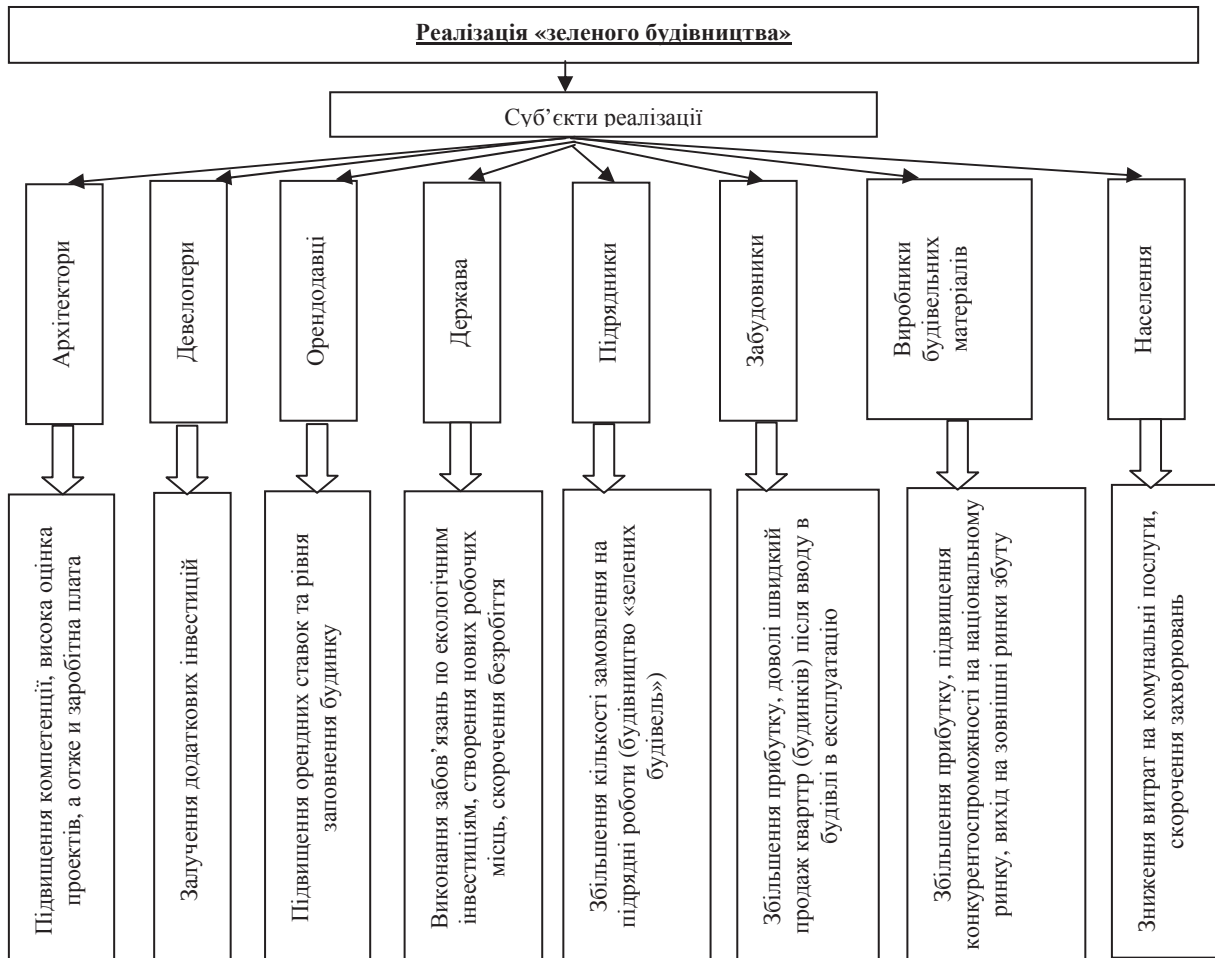 Реалізація «зеленого будівництва»
Суб’єкти реалізації
Архітектори
Девелопери
Орендодавці
Держава
Підрядники
Забудовники
Виробники
будівельних
матеріалів
Населення
Підвищення компетенції, висока оцінка
проектів, а отже и заробітна плата
Залучення додаткових інвестицій
Підвищення орендних ставок та рівня
заповнення будинку
Виконання забов’язань по екологічним
інвестиціям, створення нових робочих
місць, скорочення безробіття
Збільшення кількості замовлення на
підрядні роботи (будівництво «зелених
будівель»)
Збільшення прибутку, доволі швидкий
продаж кварттр (будинків) після вводу в
будівлі в експлуатацію
Збільшення прибутку, підвищення
конкурентоспроможності на національному
ринку, вихід на зовнішні ринки збуту
Зниження витрат на комунальні послуги,
скорочення захворювань